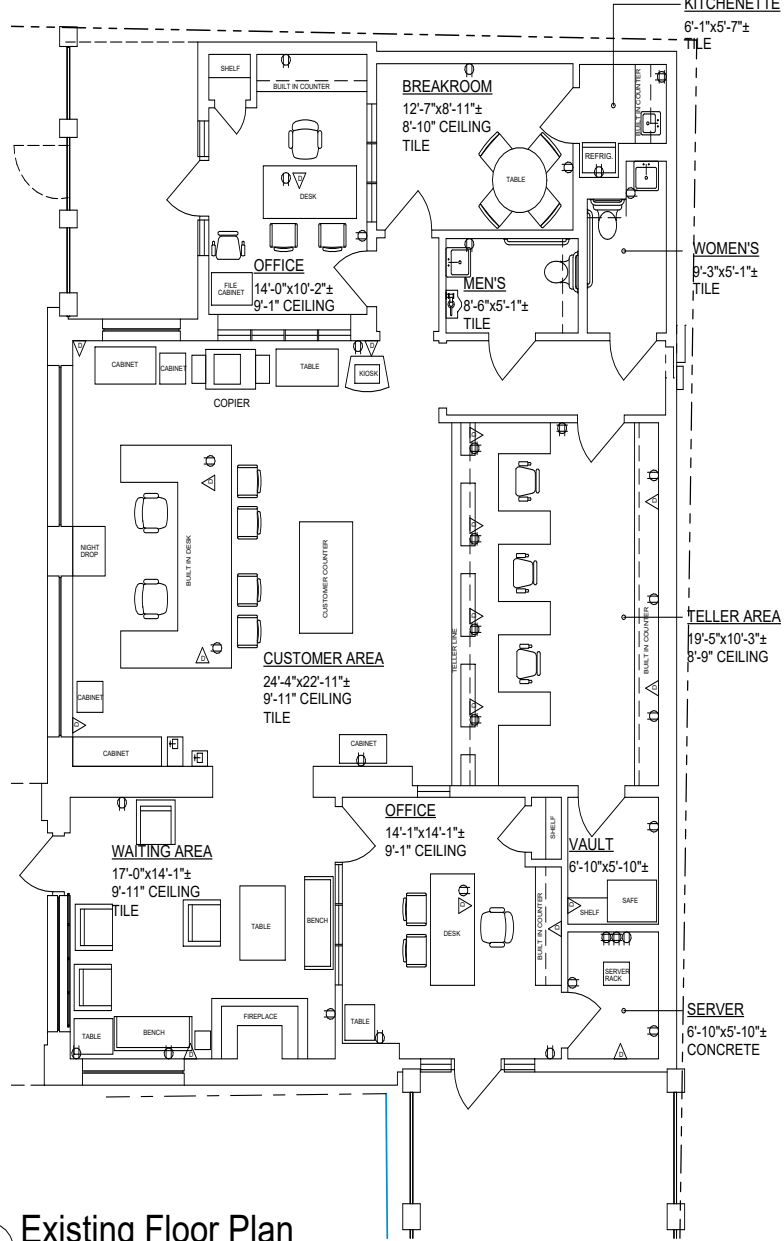 KITCHENETTE
6'-1"x5'-7"±
TILE
SHELF
BUILT IN COUNTER
BREAKROOM
12'-7"x8'-11"±
8'-10" CEILING
TILE
BUILT IN COUNTER
REFRIG.
TABLE
D
DESK
OFFICE
14'-0"x10'-2"±
9'-1" CEILING
FILE
CABINET
MEN'S
8'-6"x5'-1"±
TILE
WOMEN'S
9'-3"x5'-1"±
TILE
D
D
CABINET
CABINET
COPIER
TABLE
KIOSK
D
D
D
NIGHT
DROP
BUILT IN DESK
CUSTOMER COUNTER
D
D
TELLER LINE
D
D
BUILT IN COUNTER
TELLER AREA
19'-5"x10'-3"±
8'-9" CEILING
D
CUSTOMER AREA
24'-4"x22'-11"±
9'-11" CEILING
TILE
CABINET
D
D
D
CABINET
CABINET
OFFICE
14'-1"x14'-1"±
9'-1" CEILING
SHELF
VAULT
6'-10"x5'-10"±
WAITING AREA
17'-0"x14'-1"±
9'-11" CEILING
TILE
TABLE
BENCH
DESK
D
BUILT IN COUNTER
D
D
SHELF
SAFE
SERVER
RACK
SERVER
6'-10"x5'-10"±
CONCRETE
FIREPLACE
TABLE
BENCH
TABLE
D
D
Existing Floor Plan